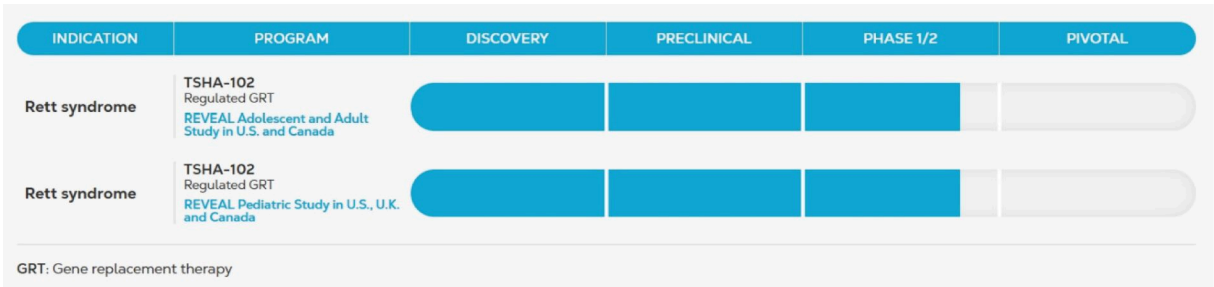 INDICATION PROGRAM DISCOVERY PRECLINICAL PHASE 1/2 PIVOTAL
Rett syndrome
TSHA-102
Regulated GRT
REVEAL Adolescent and Adult
Study in U.S. and Canada
Rett syndrome
TSHA-102
Regulated GRT
REVEAL Pediatric Study in U.S., U.K.
and Canada
GRT: Gene replacement therapy